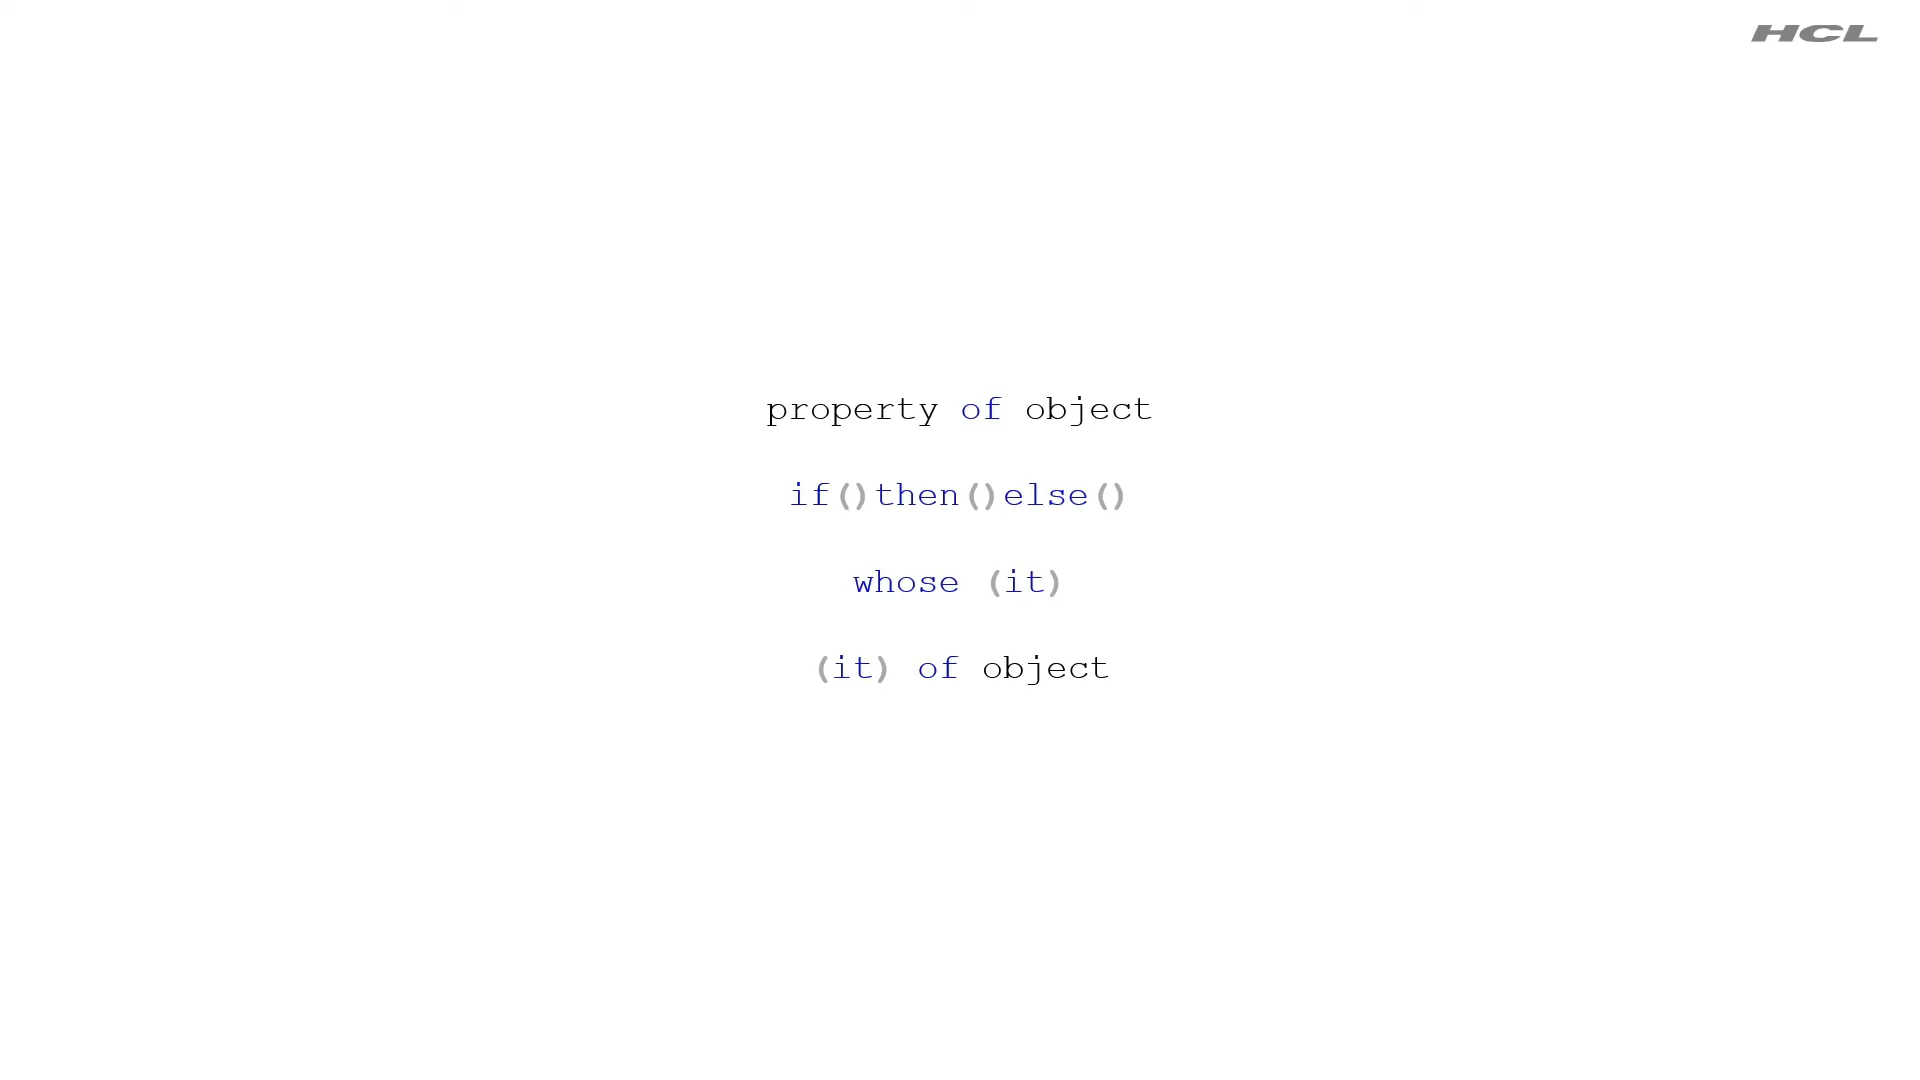 HCL
property of object
if()then()else()
whose (it)
(it) of object